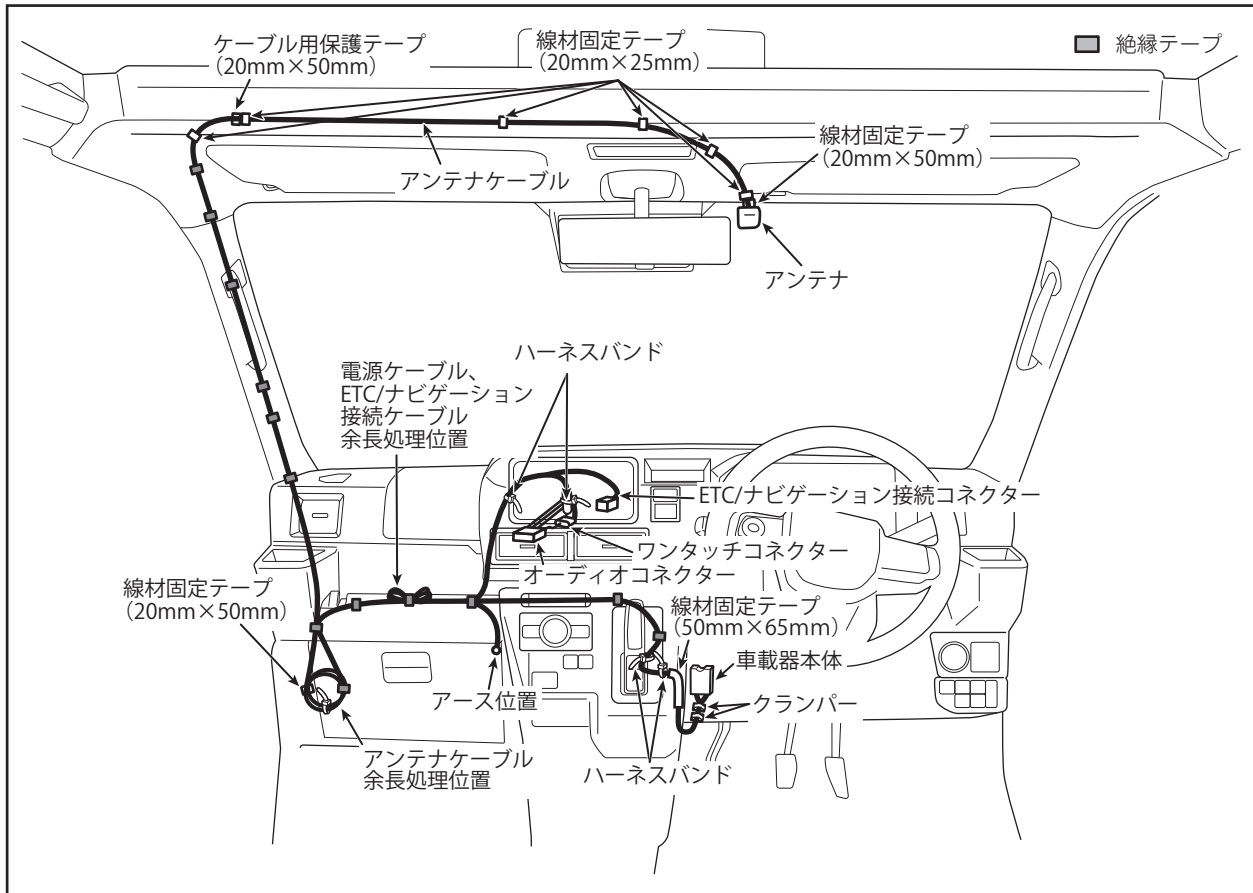 ケーブル用保護テープ
（20mm×50mm）
線材固定テープ
（20mm×25mm）
絶縁テープ
線材固定テープ
（20mm×50mm）
アンテナケーブル
アンテナ
ハーネスバンド
電源ケーブル、
ETC/ナビゲーション
接続ケーブル
余長処理位置
ETC/ナビゲーション接続コネクター
ワンタッチコネクター
オーディオコネクター
線材固定テープ
（20mm×50mm）
線材固定テープ
（50mm×65mm）
車載器本体
アース位置
クランパー
アンテナケーブル
余長処理位置
ハーネスバンド